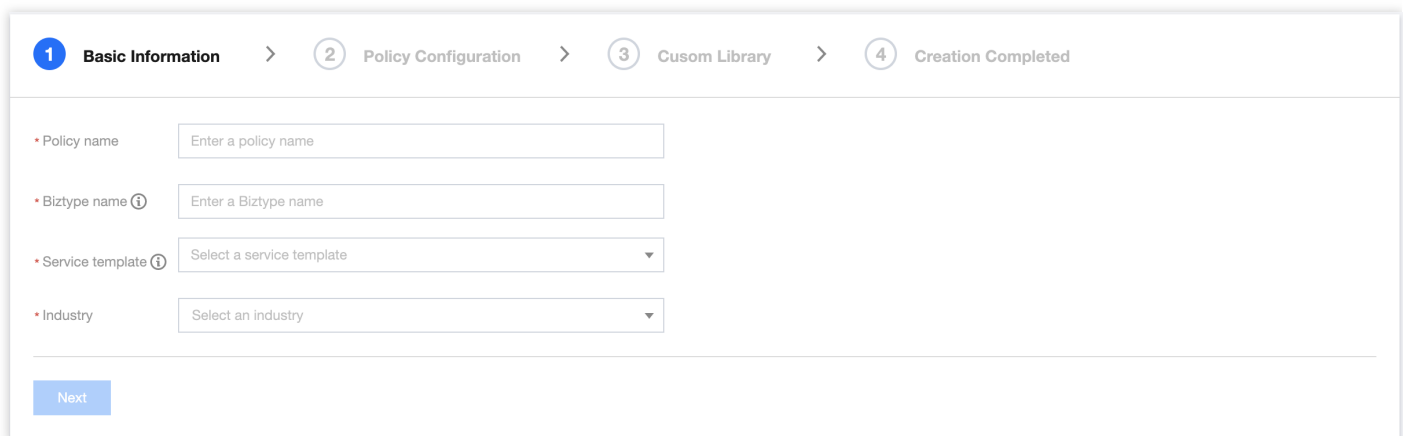 1 Basic Information > 2 Policy Configuration > 3 Cusom Library > 4 Creation Completed
* Policy name Enter a policy name
* Biztype name Enter a Biztype name
* Service template Select a service template
* Industry Select an industry
Next